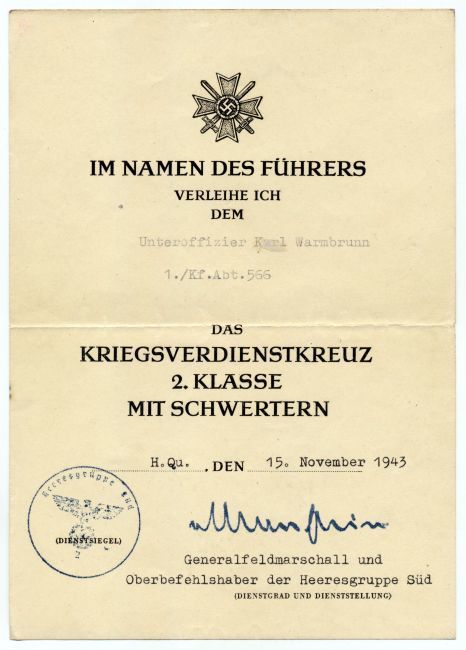 IM NAMEN DES FÜHRERS
VERLEIHE ICH
DEM
Unteroffizier Karl Warmbrunn
1./Kf.Abt.566
DAS
KRIEGSVERDIENSTKREUZ
2. KLASSE
MIT SCHWERTERN
H.Qu. , DEN 15. November 1943
Heeresgruppe Süd
(DIENSTSIEGEL)
vManstein
Generalfeldmarschall und
Oberbefehlshaber der Heeresgruppe Süd
(DIENSTGRAD UND DIENSTSTELLUNG)